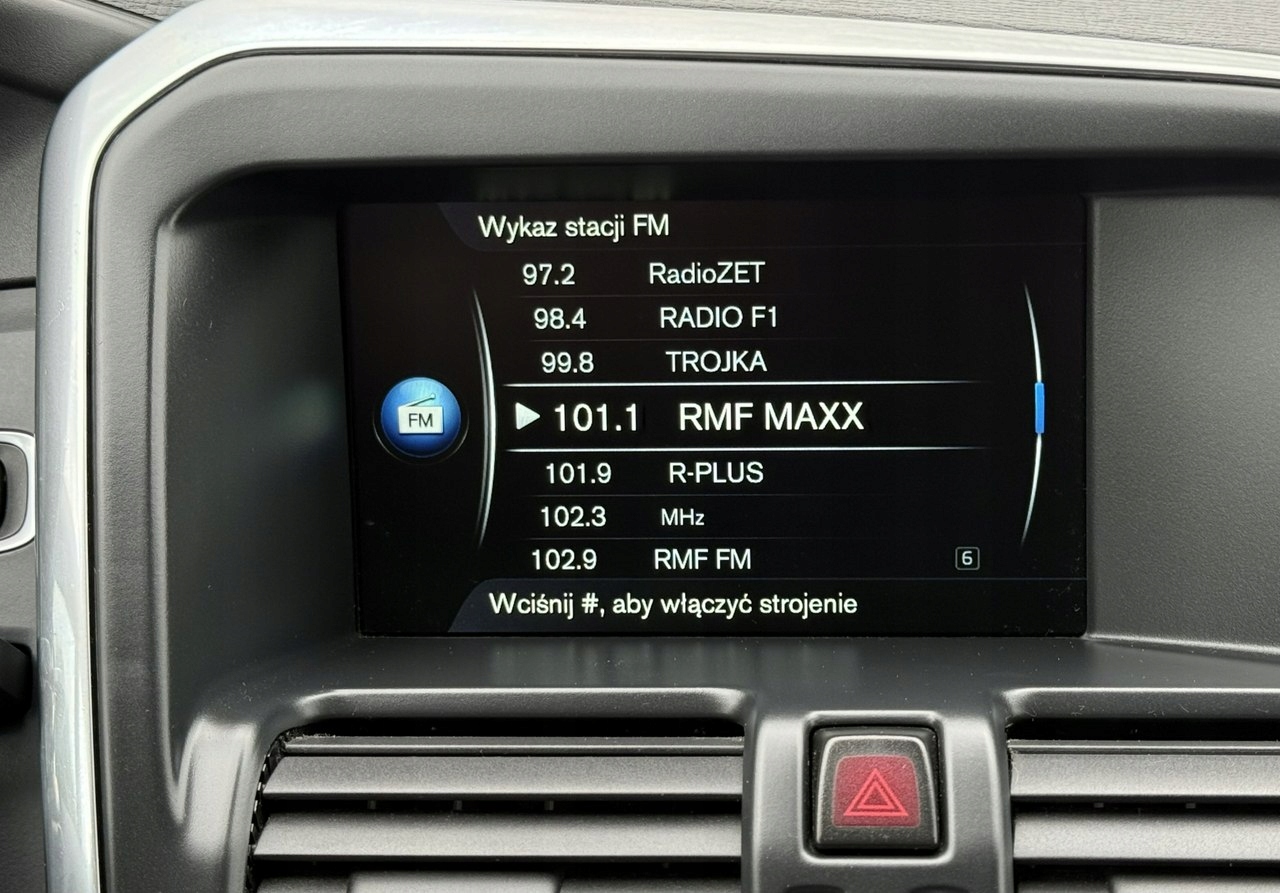 Wykaz stacji FM
97.2 RadioZET
98.4 RADIO F1
99.8 TROJKA
FM
101.1 RMF MAXX
101.9 R-PLUS
102.3 MHz
102.9 RMF FM 6
Wciśnij #, aby włączyć strojenie